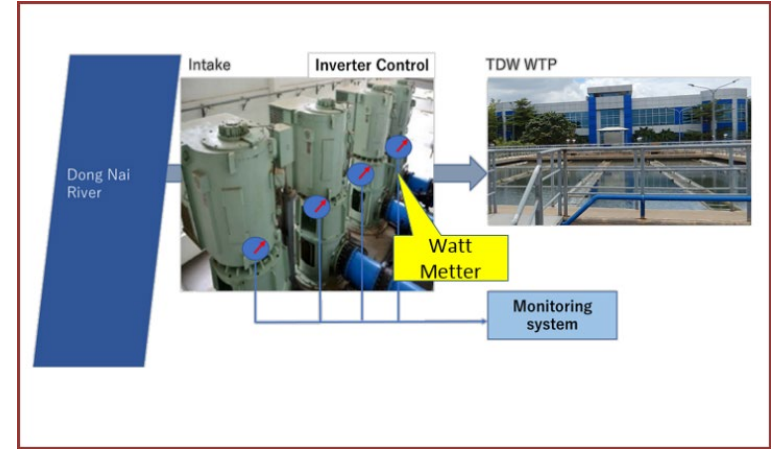 Intake
Inverter Control
TDW WTP
Dong Nai
River
Watt
Metter
Monitoring
system